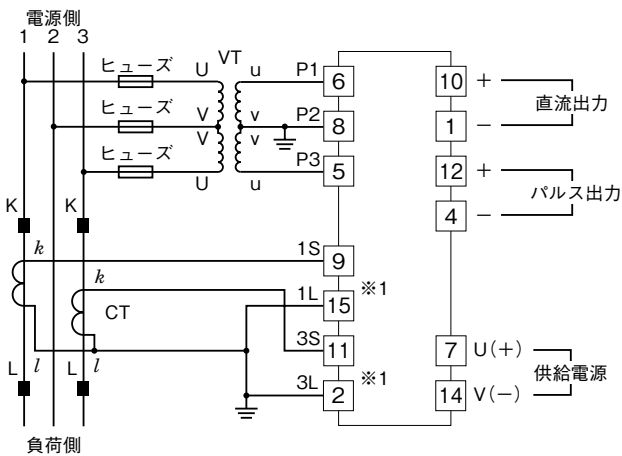 電源側
1 2 3
ヒューズ U VT u P1 6 10 +
直流出力
ヒューズ V v P2 8 1 −
V v
ヒューズ P3 5 12 +
U u
パルス出力
4 −
K K
k 1S 9
k 1L 15 ※1
CT
3S 11 7 U(+)
供給電源
L l L l 3L 2 ※1 14 V(−)
負荷側